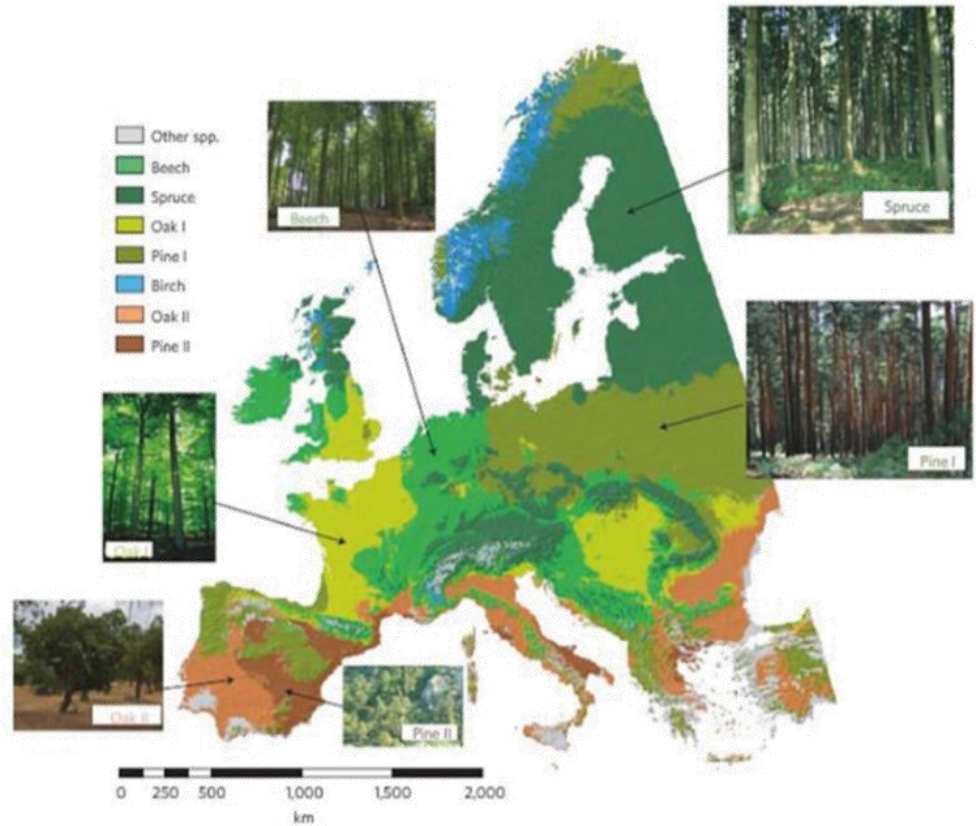 Other spp.
Beech
Spruce
Oak I
Pine I
Birch
Oak II
Pine II
Beech
Spruce
Pine I
Oak I
Oak II
Pine II
0 250 500 1,000 1,500 2,000
km